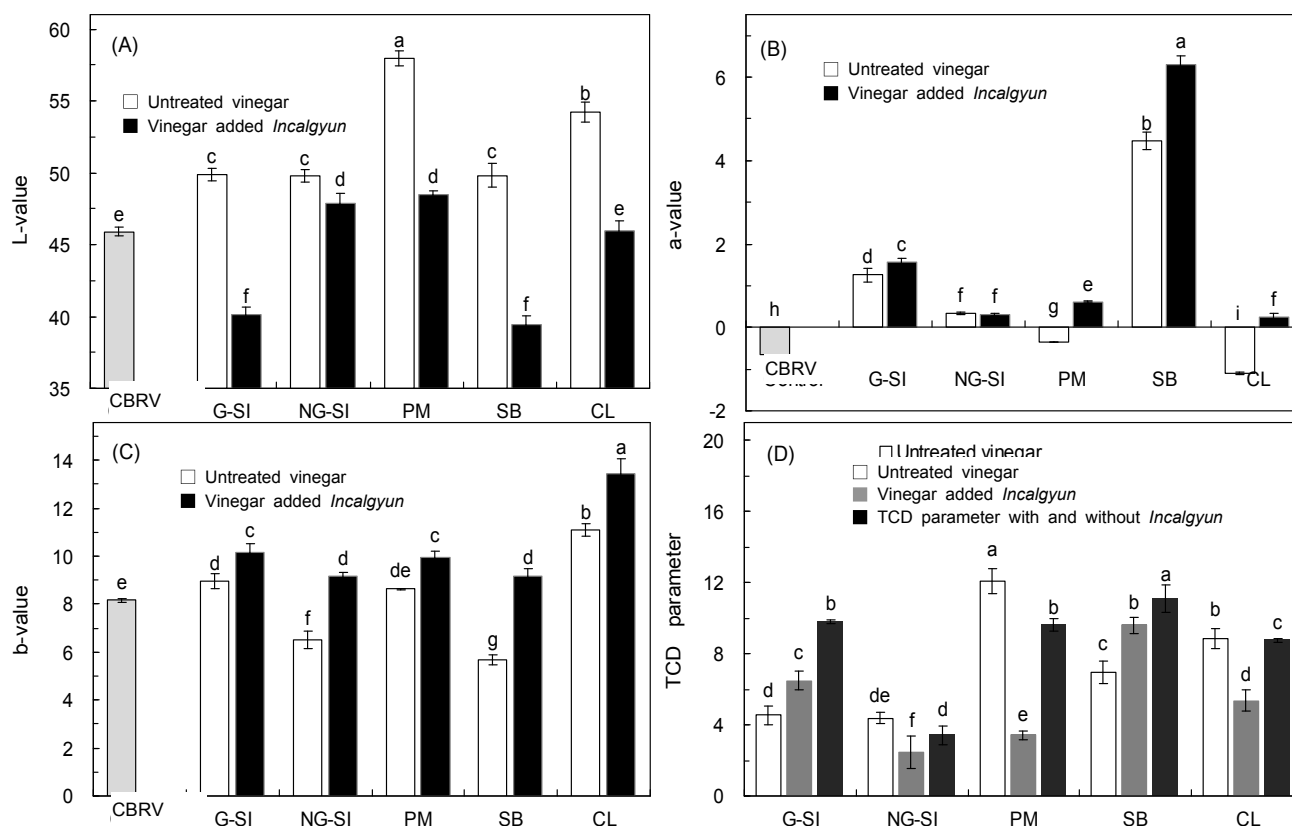 (A)
Untreated vinegar
Vinegar added Incalgyun
L-value
60
55
50
45
40
35
e
c
f
c
d
a
d
c
f
b
e
CBRV
G-SI
NG-SI
PM
SB
CL
(B)
Untreated vinegar
Vinegar added Incalgyun
a-value
6
4
2
0
-2
h
d
c
f
f
g
e
b
a
i
f
CBRV
G-SI
NG-SI
PM
SB
CL
(C)
Untreated vinegar
Vinegar added Incalgyun
b-value
14
12
10
8
6
4
2
0
e
d
c
f
d
de
c
g
d
b
a
CBRV
G-SI
NG-SI
PM
SB
CL
(D)
Untreated vinegar
Untreated vinegar
Vinegar added Incalgyun
TCD parameter with and without Incalgyun
TCD parameter
20
16
12
8
4
0
d
c
b
de
f
d
a
e
b
c
b
a
b
d
c
G-SI
NG-SI
PM
SB
CL